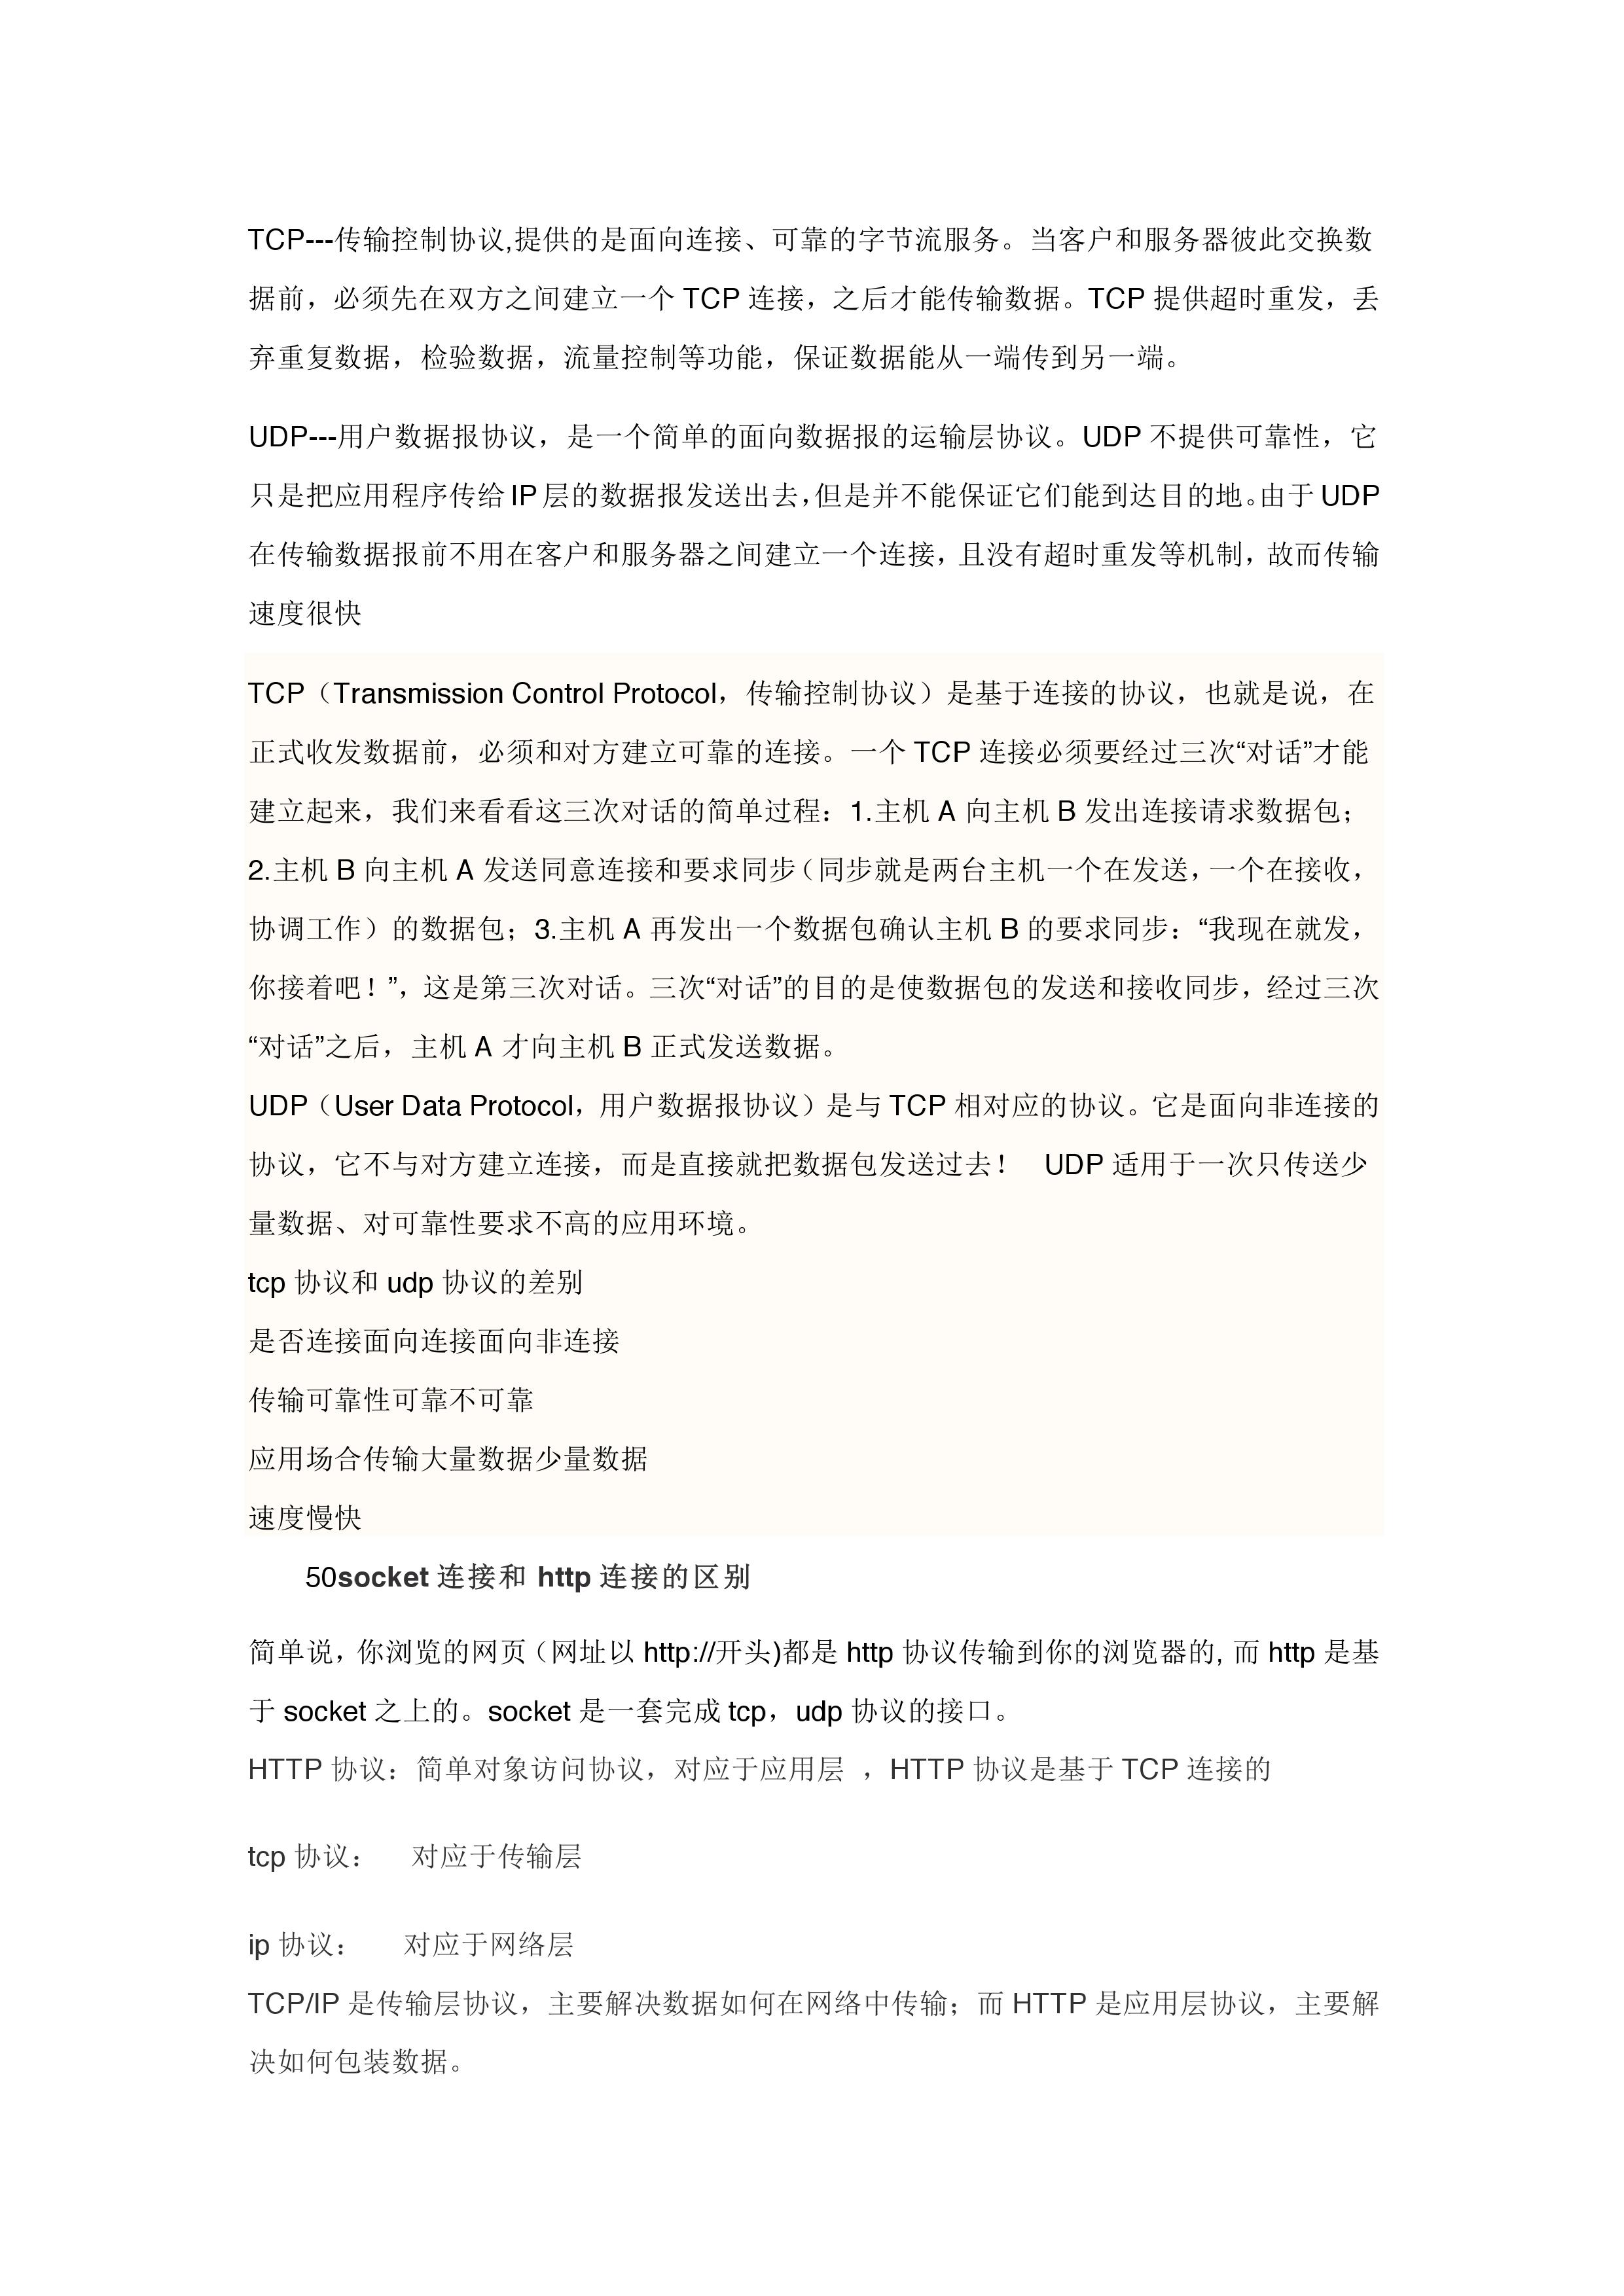 TCP---传输控制协议,提供的是面向连接、可靠的字节流服务。当客户和服务器彼此交换数
据前，必须先在双方之间建立一个 TCP 连接，之后才能传输数据。TCP 提供超时重发，丢
弃重复数据，检验数据，流量控制等功能，保证数据能从一端传到另一端。
UDP---用户数据报协议，是一个简单的面向数据报的运输层协议。UDP 不提供可靠性，它
只是把应用程序传给 IP 层的数据报发送出去，但是并不能保证它们能到达目的地。由于 UDP
在传输数据报前不用在客户和服务器之间建立一个连接，且没有超时重发等机制，故而传输
速度很快
TCP（Transmission Control Protocol，传输控制协议）是基于连接的协议，也就是说，在
正式收发数据前，必须和对方建立可靠的连接。一个 TCP 连接必须要经过三次“对话”才能
建立起来，我们来看看这三次对话的简单过程：1.主机 A 向主机 B 发出连接请求数据包；
2.主机 B 向主机 A 发送同意连接和要求同步（同步就是两台主机一个在发送，一个在接收，
协调工作）的数据包；3.主机 A 再发出一个数据包确认主机 B 的要求同步：“我现在就发，
你接着吧！”，这是第三次对话。三次“对话”的目的是使数据包的发送和接收同步，经过三次
“对话”之后，主机 A 才向主机 B 正式发送数据。
UDP（User Data Protocol，用户数据报协议）是与 TCP 相对应的协议。它是面向非连接的
协议，它不与对方建立连接，而是直接就把数据包发送过去！ UDP 适用于一次只传送少
量数据、对可靠性要求不高的应用环境。
tcp 协议和 udp 协议的差别
是否连接面向连接面向非连接
传输可靠性可靠不可靠
应用场合传输大量数据少量数据
速度慢快
50socket 连接和 http 连接的区别
简单说，你浏览的网页（网址以 http://开头)都是 http 协议传输到你的浏览器的, 而 http 是基
于 socket 之上的。socket 是一套完成 tcp，udp 协议的接口。
HTTP 协议：简单对象访问协议，对应于应用层 ，HTTP 协议是基于 TCP 连接的
tcp 协议： 对应于传输层
ip 协议： 对应于网络层
TCP/IP 是传输层协议，主要解决数据如何在网络中传输；而 HTTP 是应用层协议，主要解
决如何包装数据。